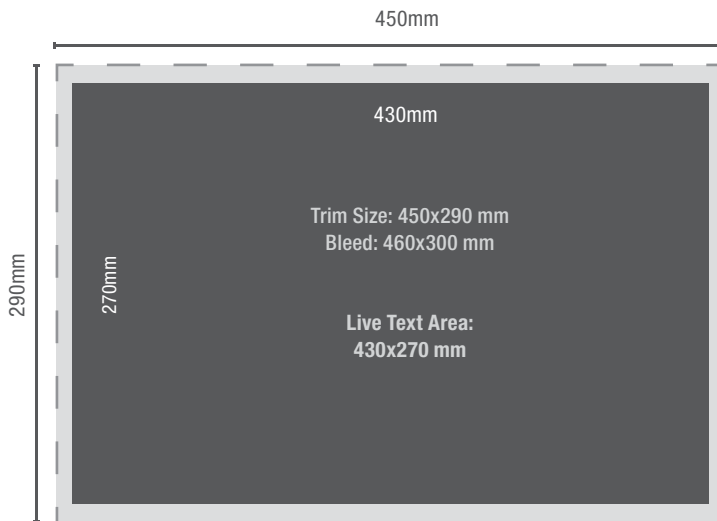 450mm
430mm
Trim Size: 450x290 mm
Bleed: 460x300 mm
290mm
270mm
Live Text Area:
430x270 mm